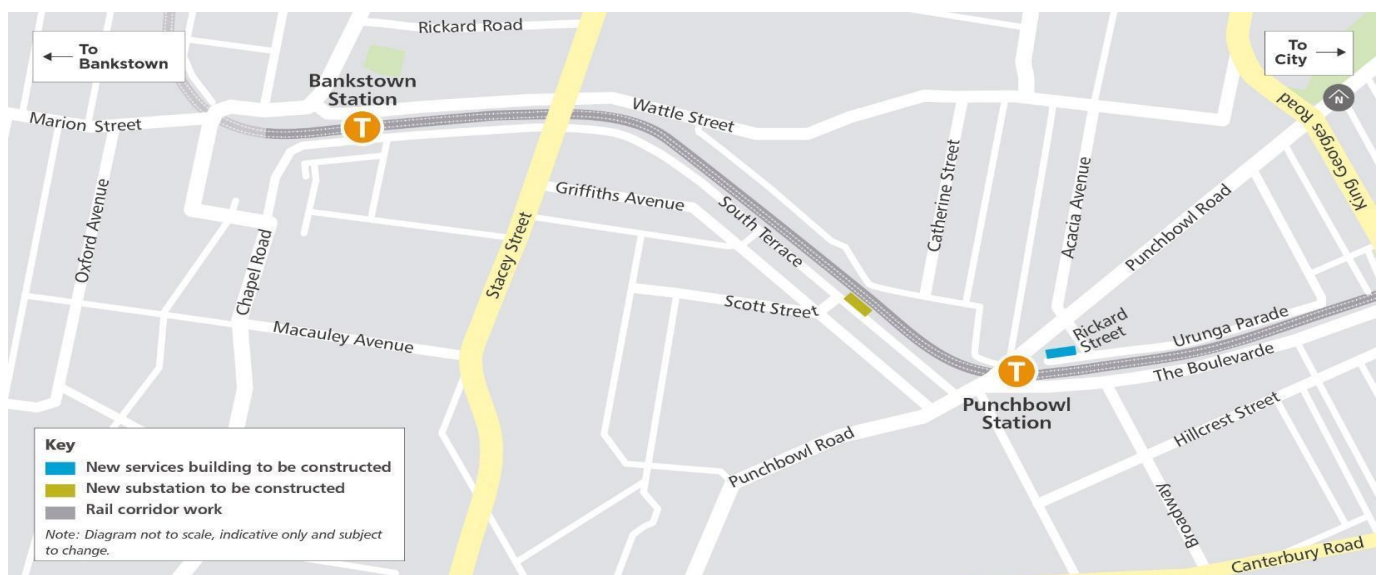 Rickard Road
To
Bankstown
To
City
N
Bankstown
Station
T
Marion Street
Wattle Street
King Georges Road
Griffiths Avenue
South Terrace
Catherine Street
Acacia Avenue
Punchbowl Road
Oxford Avenue
Chapel Road
Stacey Street
Scott Street
Macauley Avenue
Rickard
Street
Urunga Parade
The Boulevarde
T
Punchbowl
Station
Hillcrest Street
Punchbowl Road
Broadway
Canterbury Road
Key
New services building to be constructed
New substation to be constructed
Rail corridor work
Note: Diagram not to scale, indicative only and subject
to change.